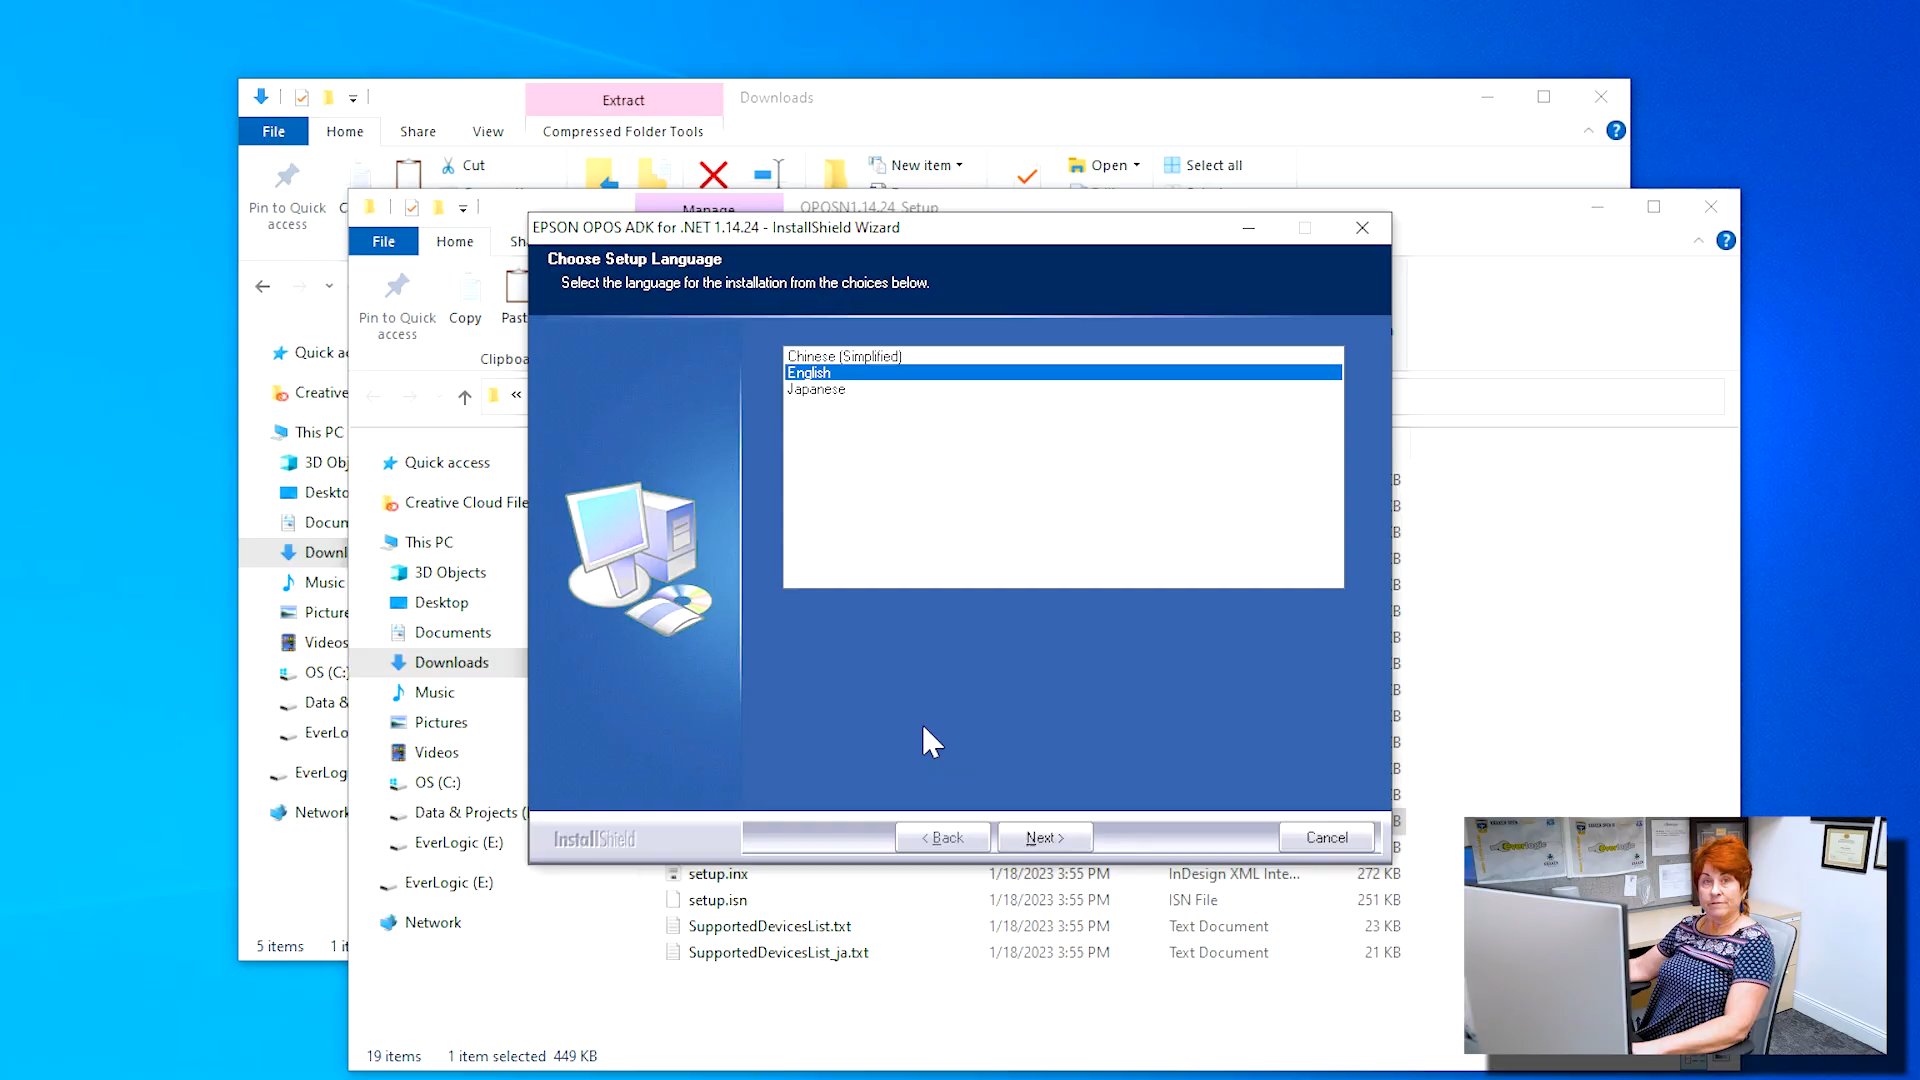 Extract
Downloads
File
Home
Share
View
Compressed Folder Tools
Pin to Quick
access
Cut
New item
Open
Select all
Manage
OPOSN1.14.24_Setup
File
Home
Sh
Pin to Quick
access
Copy
Past
Clipboa
EPSON OPOS ADK for .NET 1.14.24 - InstallShield Wizard
Choose Setup Language
Select the language for the installation from the choices below.
Chinese (Simplified)
English
Japanese
InstallShield
< Back
Next >
Cancel
Quick a
Creative
This PC
3D Obj
Deskto
Docum
Downl
Music
Picture
Videos
OS (C:)
Data &
EverLo
EverLog
Network
5 items
1 it
Quick access
Creative Cloud File
This PC
3D Objects
Desktop
Documents
Downloads
Music
Pictures
Videos
OS (C:)
Data & Projects (
EverLogic (E:)
EverLogic (E:)
Network
setup.inx 1/18/2023 3:55 PM InDesign XML Inte... 272 KB
setup.isn 1/18/2023 3:55 PM ISN File 251 KB
SupportedDevicesList.txt 1/18/2023 3:55 PM Text Document 23 KB
SupportedDevicesList_ja.txt 1/18/2023 3:55 PM Text Document 21 KB
19 items
1 item selected 449 KB
everlogic
everlogic